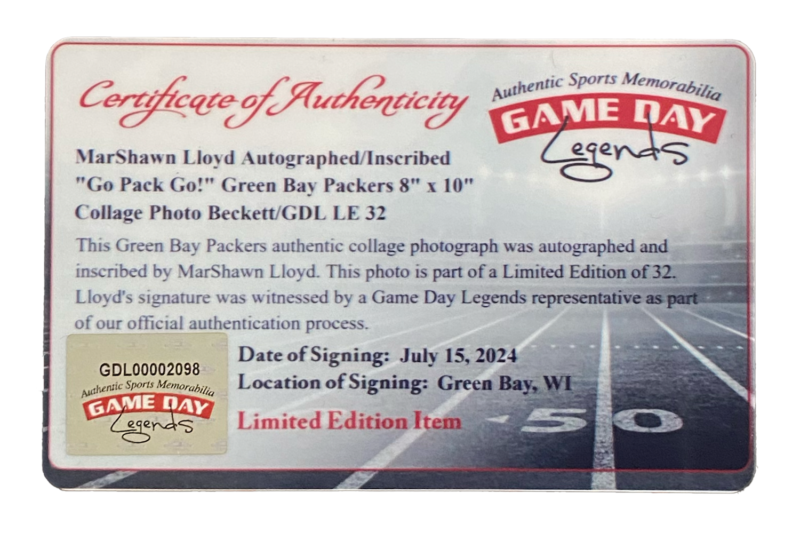 Certificate of Authenticity
Authentic Sports Memorabilia
GAME DAY
Legends
MarShawn Lloyd Autographed/Inscribed
"Go Pack Go!" Green Bay Packers 8" x 10"
Collage Photo Beckett/GDL LE 32
This Green Bay Packers authentic collage photograph was autographed and
inscribed by MarShawn Lloyd. This photo is part of a Limited Edition of 32.
Lloyd's signature was witnessed by a Game Day Legends representative as part
of our official authentication process.
GDL00002098
Authentic Sports Memorabilia
GAME DAY
Legends
Date of Signing: July 15, 2024
Location of Signing: Green Bay, WI
Limited Edition Item
50